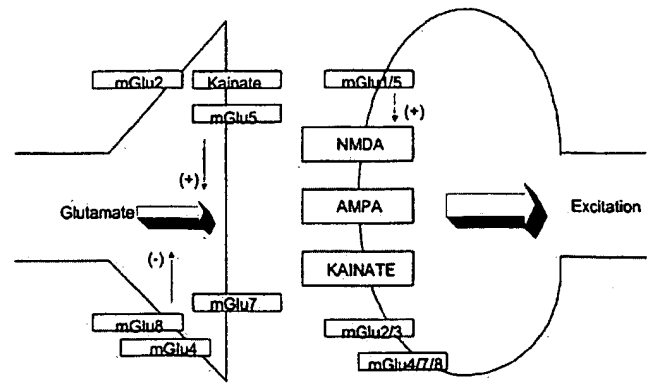 mGlu2
Kainate
mGlu5
(+)
Glutamate
(-)
mGlu7
mGlu8
mGlu4
mGlu1/5
(+)
NMDA
AMPA
KAINATE
mGlu2/3
mGlu4/7/8
Excitation